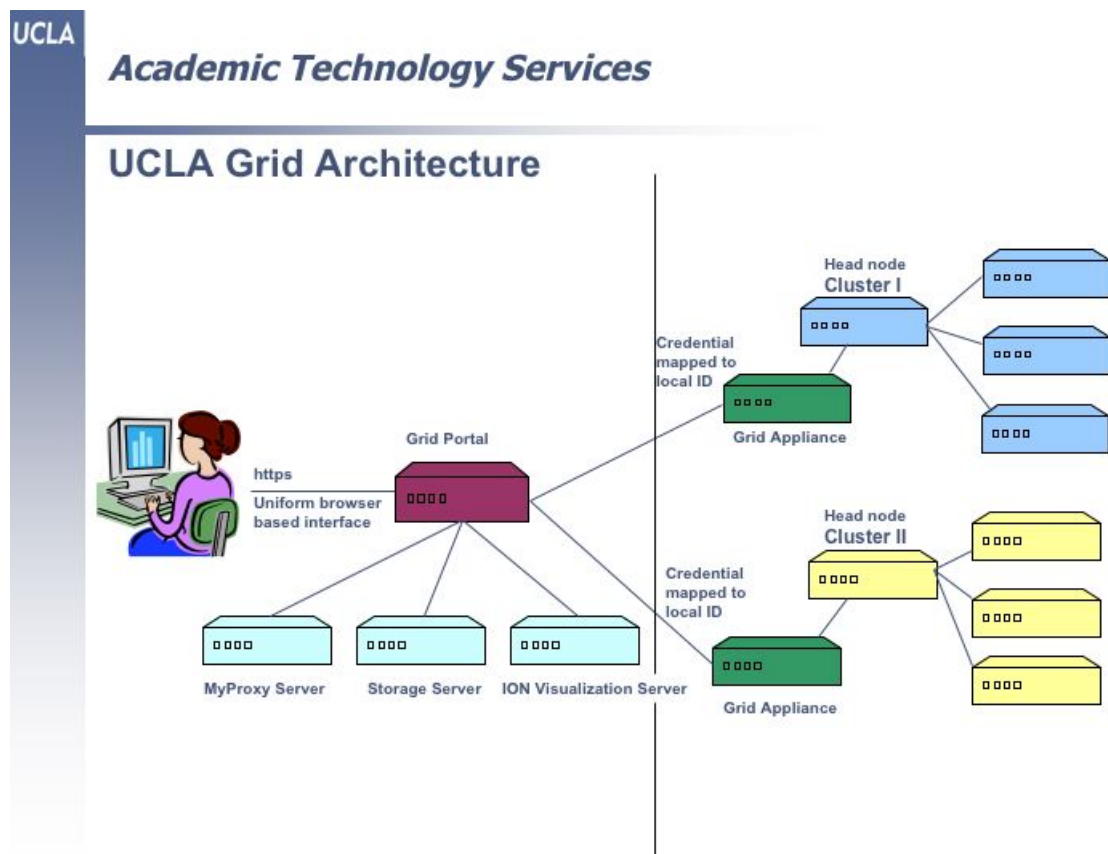 UCLA
Academic Technology Services
UCLA Grid Architecture
Head node
Cluster I
Credential
mapped to
local ID
Grid Appliance
Grid Portal
https
Uniform browser
based interface
Head node
Cluster II
Credential
mapped to
local ID
MyProxy Server
Storage Server
ION Visualization Server
Grid Appliance